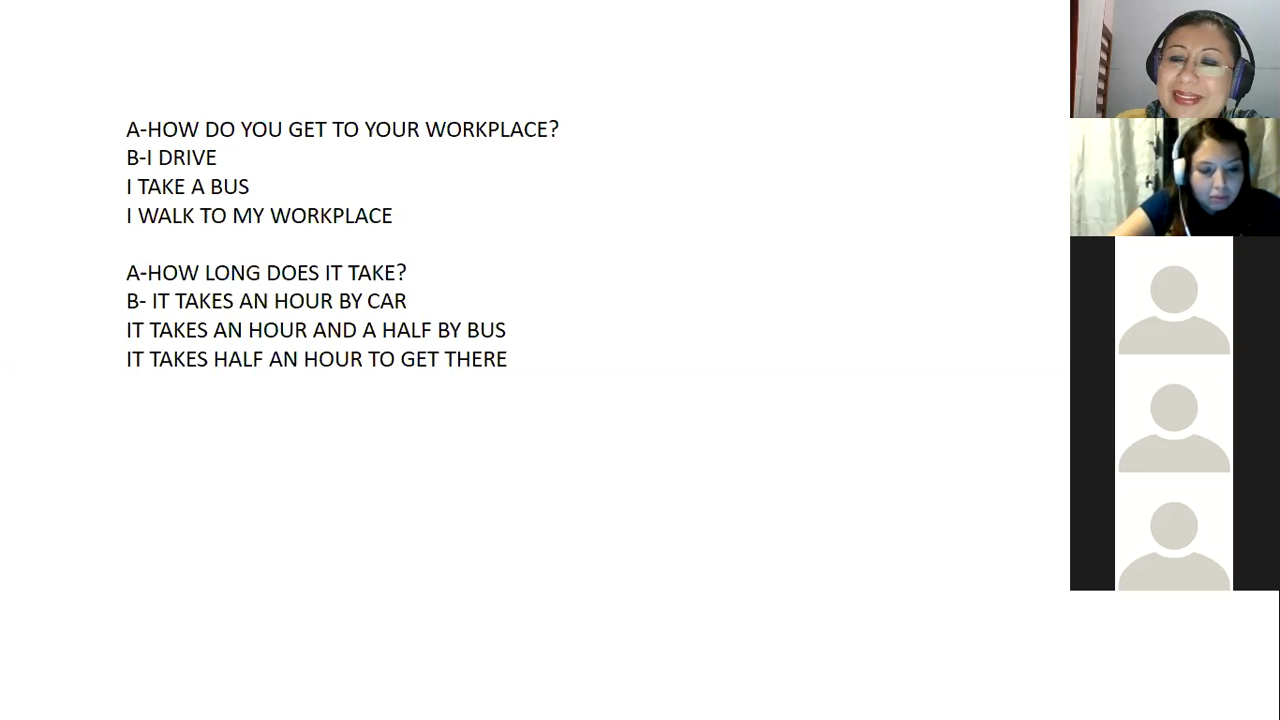 A-HOW DO YOU GET TO YOUR WORKPLACE?
B-I DRIVE
I TAKE A BUS
I WALK TO MY WORKPLACE
A-HOW LONG DOES IT TAKE?
B- IT TAKES AN HOUR BY CAR
IT TAKES AN HOUR AND A HALF BY BUS
IT TAKES HALF AN HOUR TO GET THERE